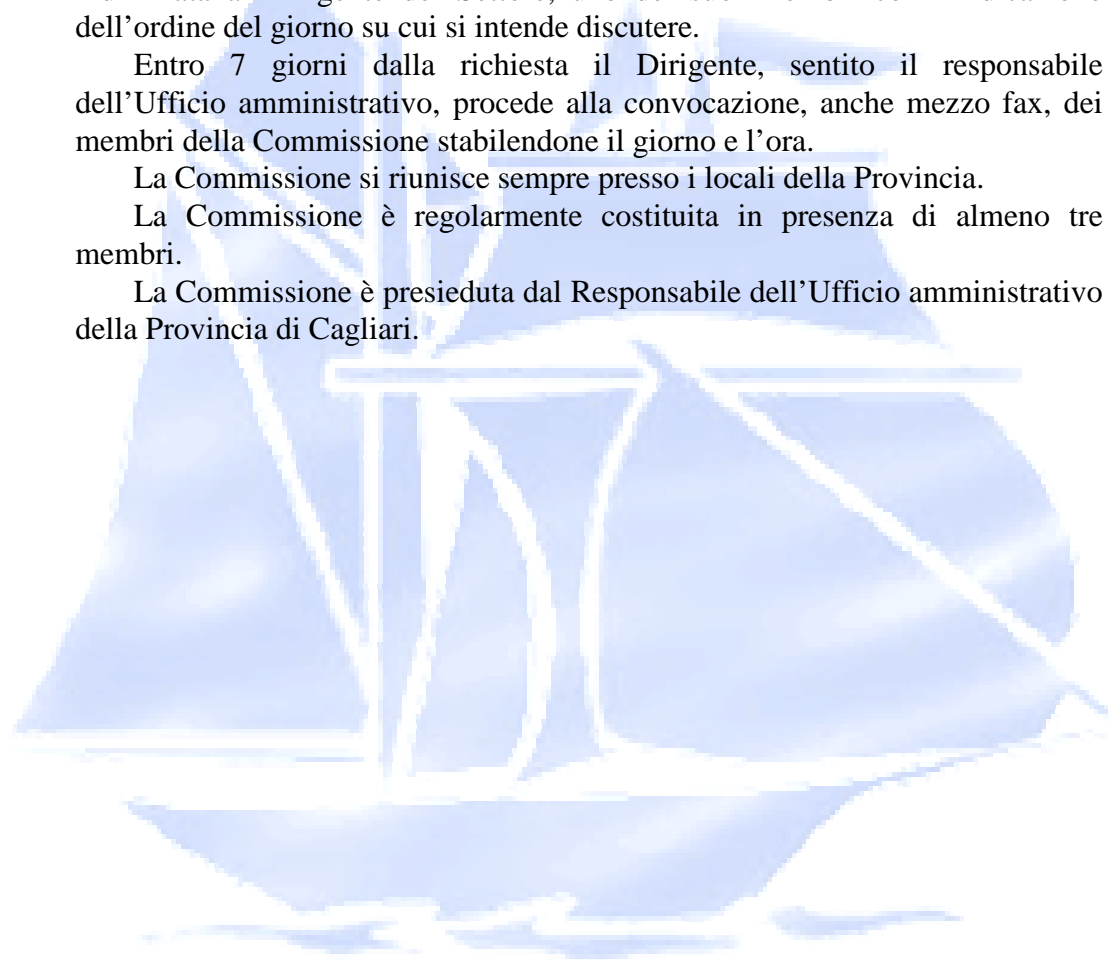 dell’ordine del giorno su cui si intende discutere.
Entro 7 giorni dalla richiesta il Dirigente, sentito il responsabile
dell’Ufficio amministrativo, procede alla convocazione, anche mezzo fax, dei
membri della Commissione stabilendone il giorno e l’ora.
La Commissione si riunisce sempre presso i locali della Provincia.
La Commissione è regolarmente costituita in presenza di almeno tre
membri.
La Commissione è presieduta dal Responsabile dell’Ufficio amministrativo
della Provincia di Cagliari.